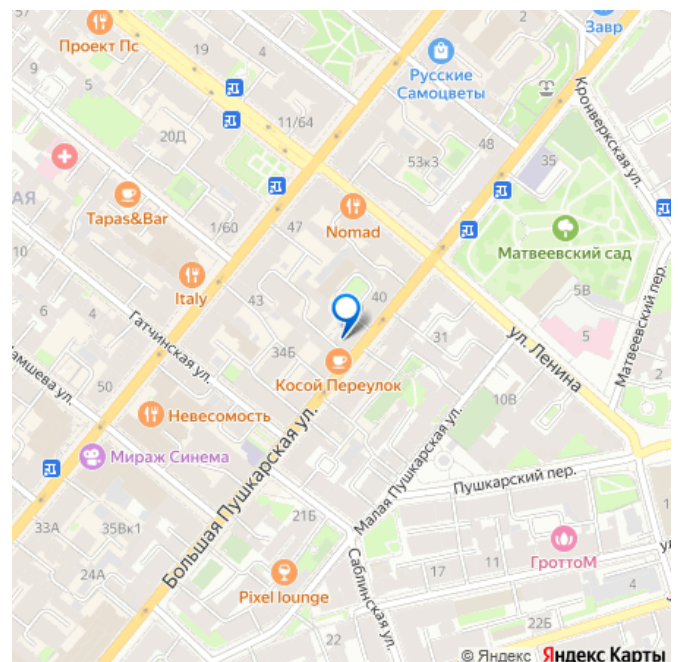 57
Проект Пс
19
4
2
Завр
9
5
Русские
Самоцветы
11/64
20Д
48
53к3
35
Кронверкская ул.
АЯ
Tapas&Bar
1/60
47
Nomad
Матвеевский сад
10
Italy
43
40
5В
6
4
Гатчинская ул.
34Б
31
5
ул. Ленина
Матвеевский пер.
2
Косой Переулок
50
Невесомость
10В
Мираж Синема
Большая Пушкарская ул.
Малая Пушкарская ул.
Пушкарский пер.
33А
35Вк1
21Б
ГроттоМ
24А
Pixel lounge
Саблинская ул.
17
11
4
22
22Б
© Яндекс Яндекс Карты